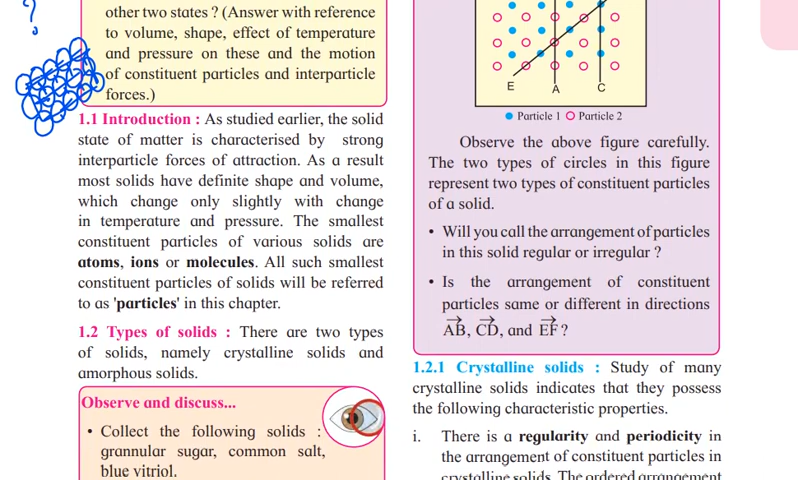 ?
other two states ? (Answer with reference
to volume, shape, effect of temperature
and pressure on these and the motion
of constituent particles and interparticle
forces.)
1.1 Introduction : As studied earlier, the solid
state of matter is characterised by strong
interparticle forces of attraction. As a result
most solids have definite shape and volume,
which change only slightly with change
in temperature and pressure. The smallest
constituent particles of various solids are
atoms, ions or molecules. All such smallest
constituent particles of solids will be referred
to as 'particles' in this chapter.
1.2 Types of solids : There are two types
of solids, namely crystalline solids and
amorphous solids.
Observe and discuss...
• Collect the following solids :
grannular sugar, common salt,
blue vitriol.
E A C
Particle 1 Particle 2
Observe the above figure carefully.
The two types of circles in this figure
represent two types of constituent particles
of a solid.
• Will you call the arrangement of particles
in this solid regular or irregular ?
• Is the arrangement of constituent
particles same or different in directions
AB, CD, and EF?
1.2.1 Crystalline solids : Study of many
crystalline solids indicates that they possess
the following characteristic properties.
i. There is a regularity and periodicity in
the arrangement of constituent particles in
crystalline solids. The ordered arrangement